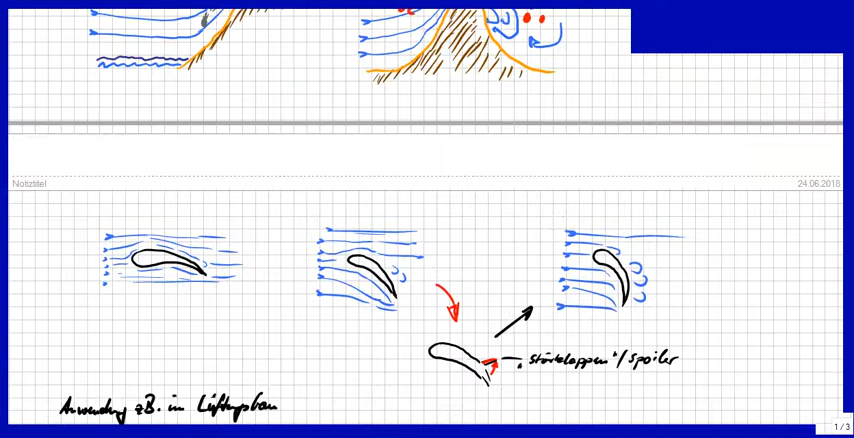 Notiztitel
24.06.2018
"Störklappen"/Spoiler
Anwendung z.B. im Lüftungsbau
1 / 3